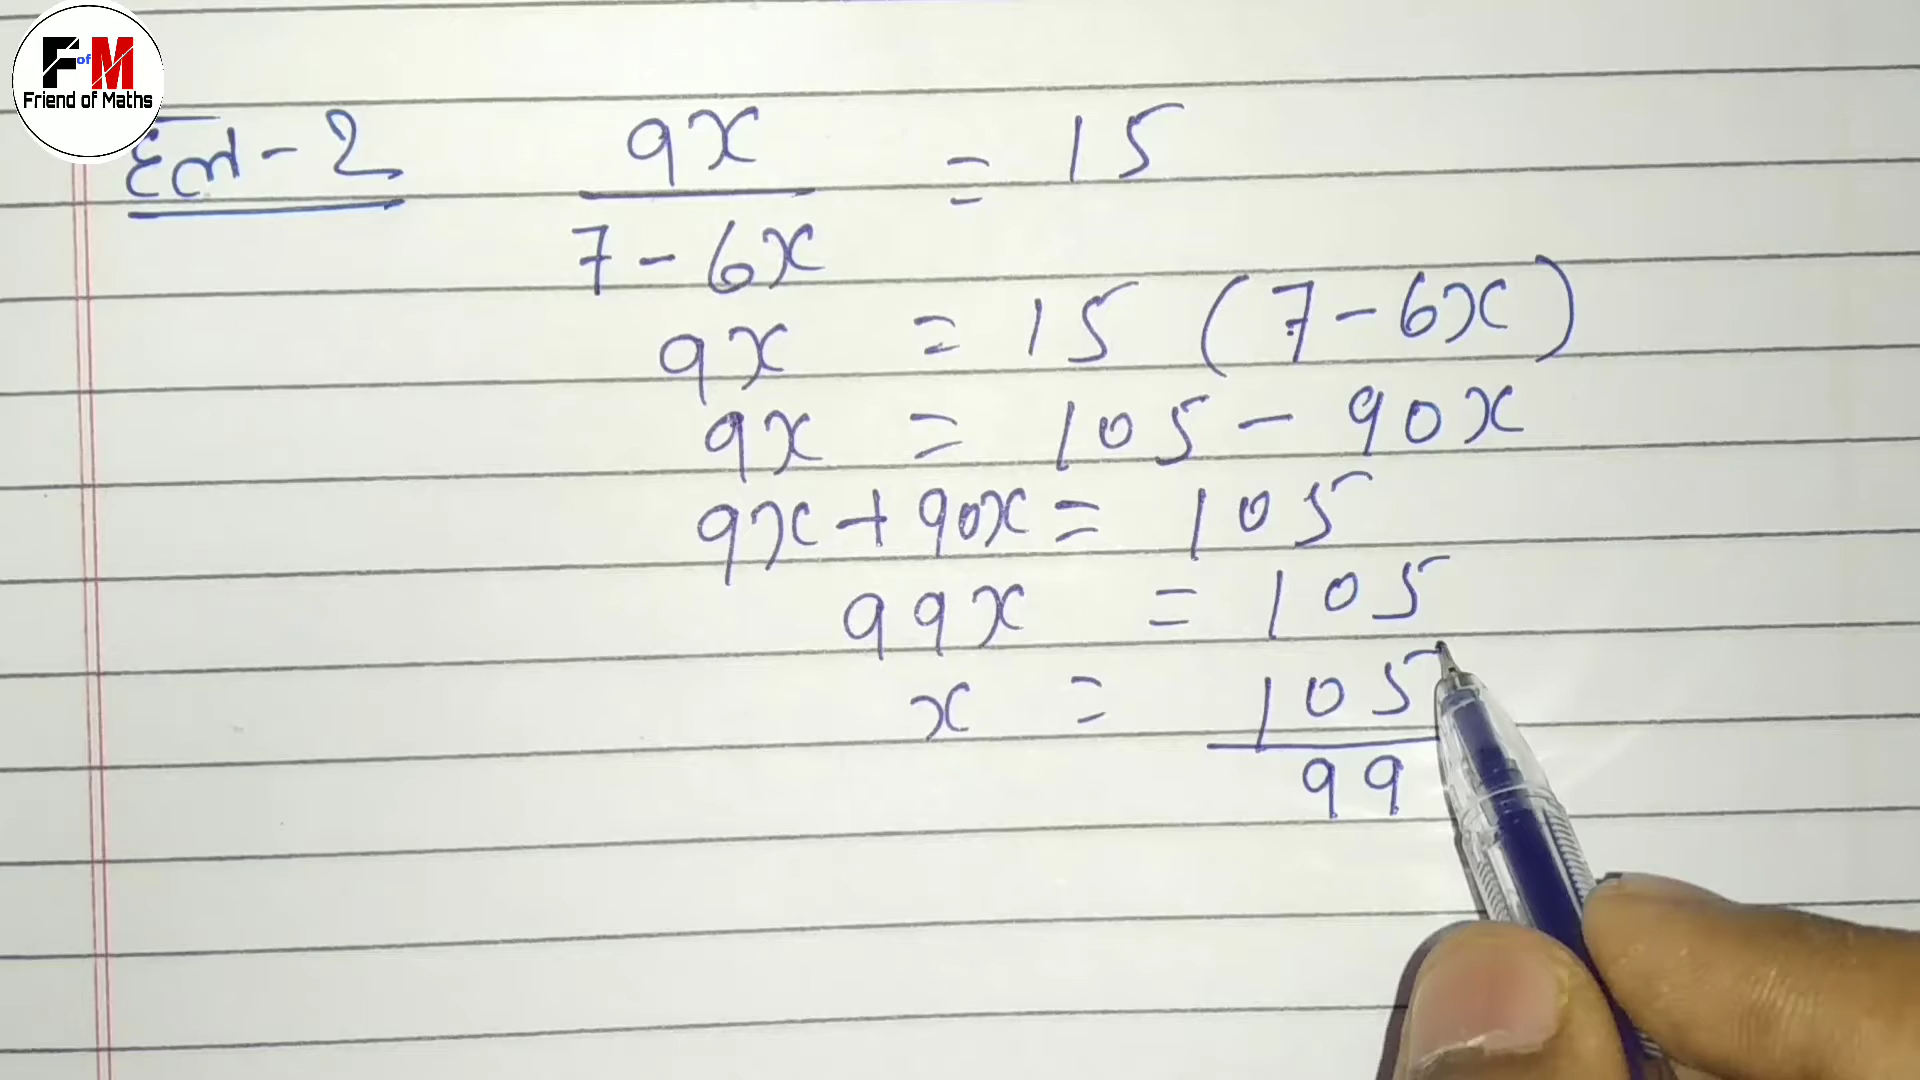 F of M
Friend of Maths
हल - 2
9x / 7 - 6x = 15
9x = 15 (7 - 6x)
9x = 105 - 90x
9x + 90x = 105
99x = 105
x = 105 / 99